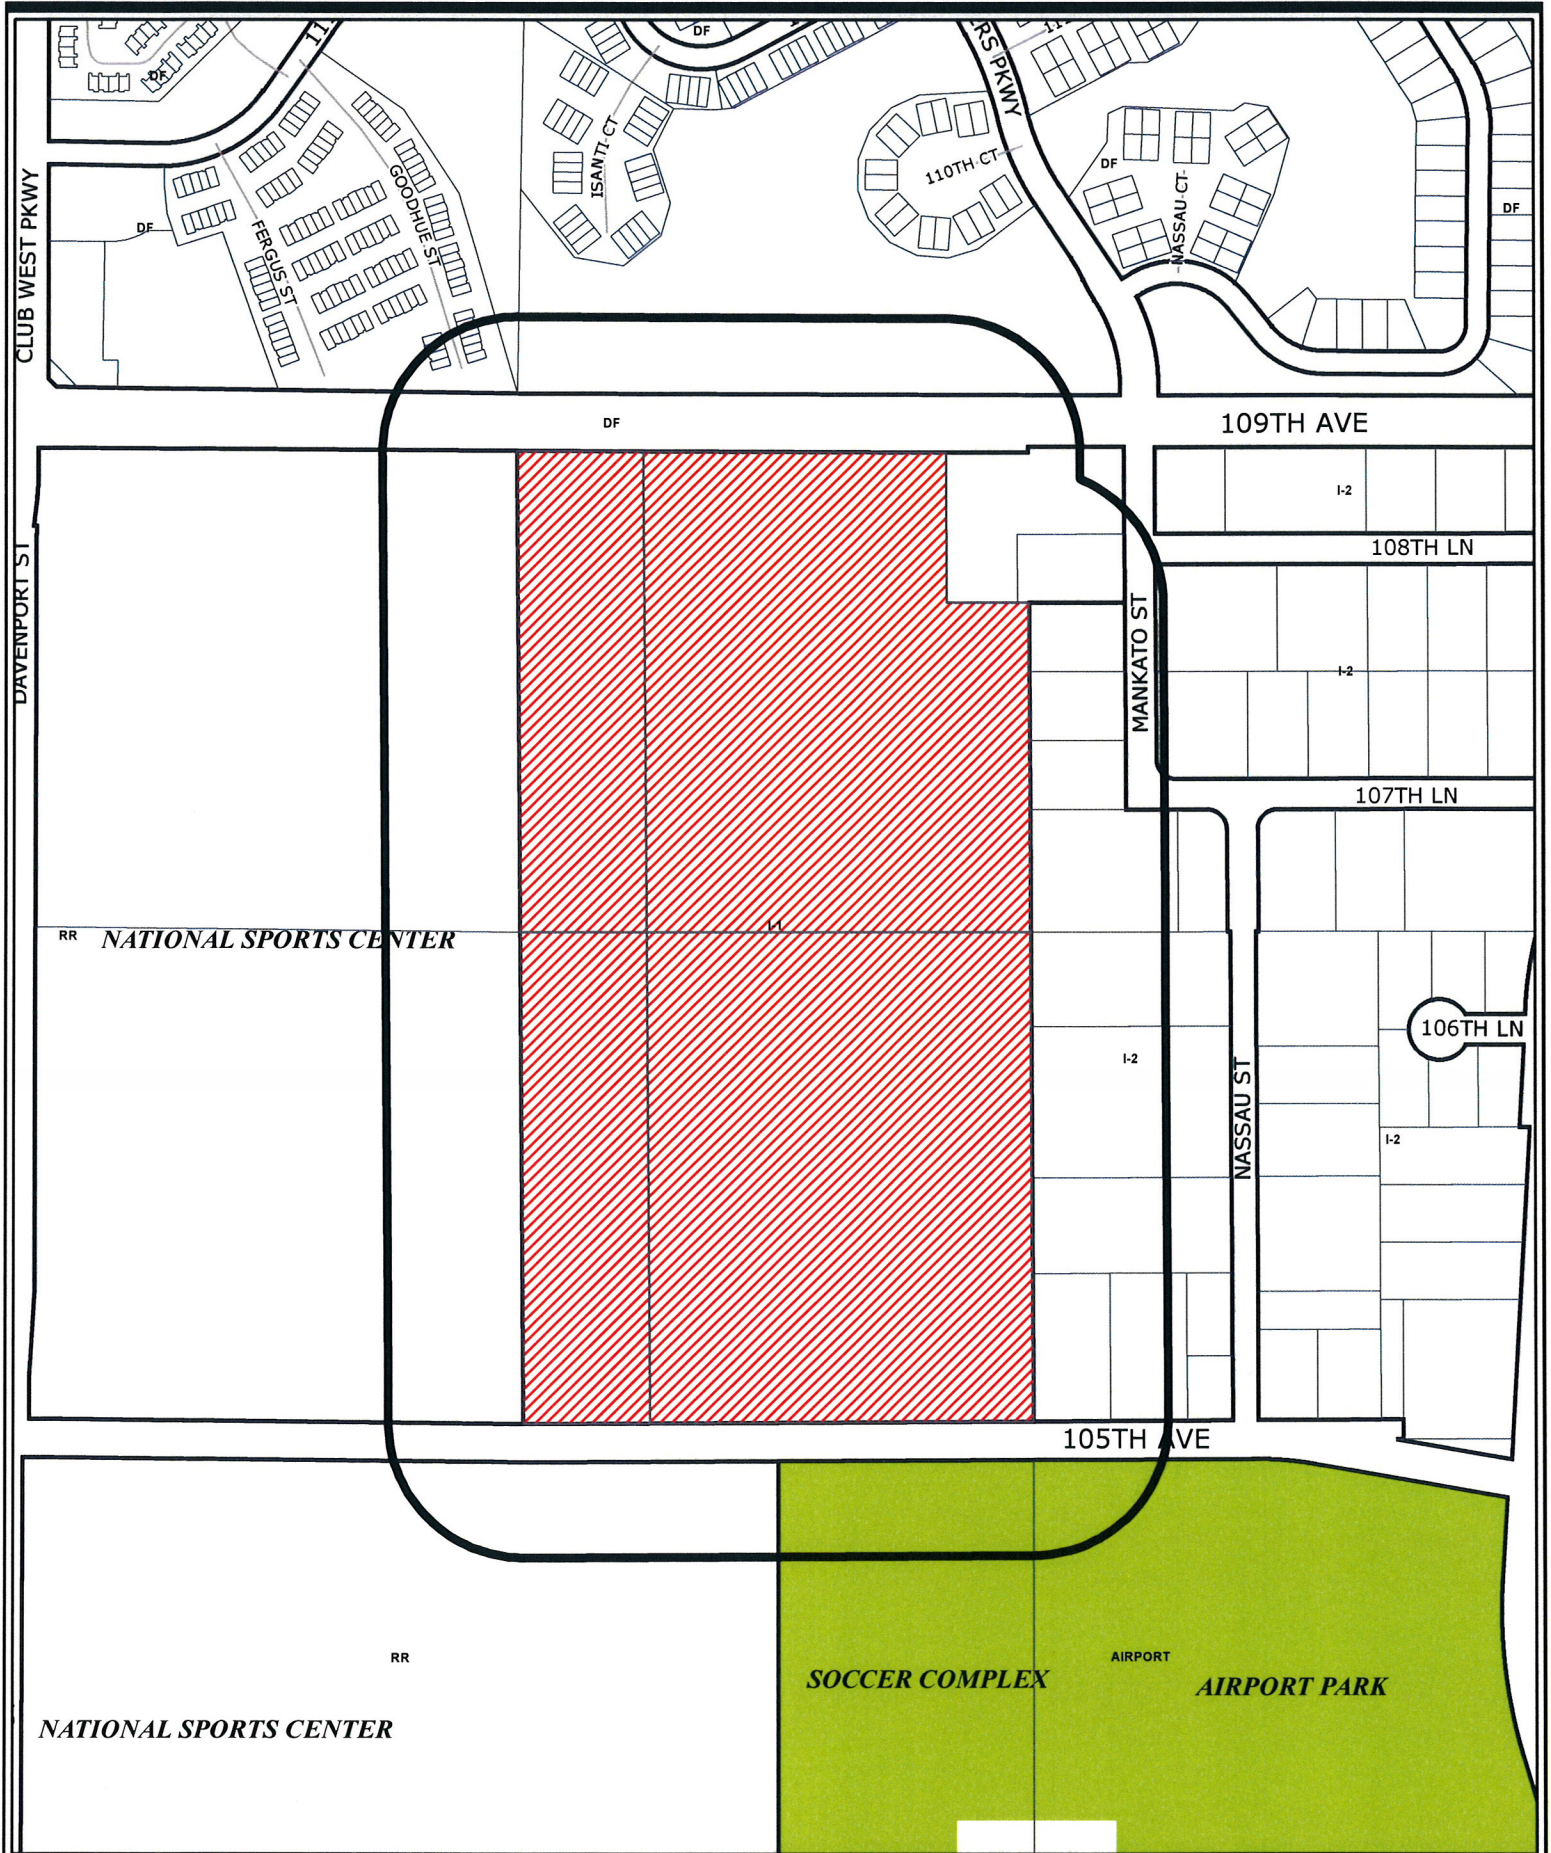 DF
DF
ERS PKWY
DF
ISANTI CT
110TH CT
DF
NASSAU CT
DF
CLUB WEST PKWY
GOODHUE ST
FERGUS ST
DF
109TH AVE
I-2
108TH LN
DAVENPORT ST
MANKATO ST
I-2
107TH LN
I-1
RR
NATIONAL SPORTS CENTER
106TH LN
I-2
NASSAU ST
I-2
105TH AVE
RR
AIRPORT
SOCCER COMPLEX
AIRPORT PARK
NATIONAL SPORTS CENTER